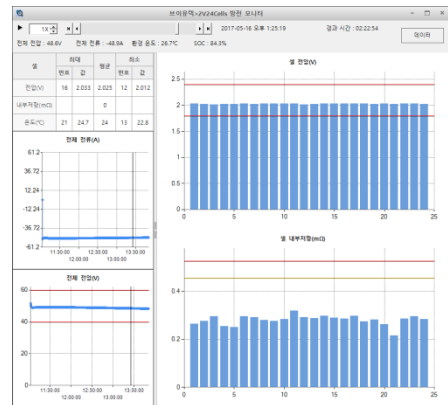 브이유텍>2V24Cells 방전 모니터
1X 2017-05-16 오후 1:25:19 경과 시간 : 02:22:54 데이터
전체 전압 : 48.6V 전체 전류 : -48.9A 환경 온도 : 26.7℃ SOC : 84.3%
셀 최대 평균 최소
번호 값 번호 값
전압(V) 16 2.033 2.025 12 2.012
내부저항(mΩ) 0
온도(℃) 21 24.7 24 13 22.8
전체 전류(A)
61.2
36.72
12.24
-12.24
-36.72
-61.2
11:30:00 12:30:00 13:30:00
12:00:00 13:00:00
전체 전압(V)
60
40
20
0
11:30:00 12:30:00 13:30:00
12:00:00 13:00:00
셀 전압(V)
2.5
2
1.5
1
0.5
0
0 5 10 15 20 25
셀 내부저항(mΩ)
0.4
0.2
0
0 5 10 15 20 25